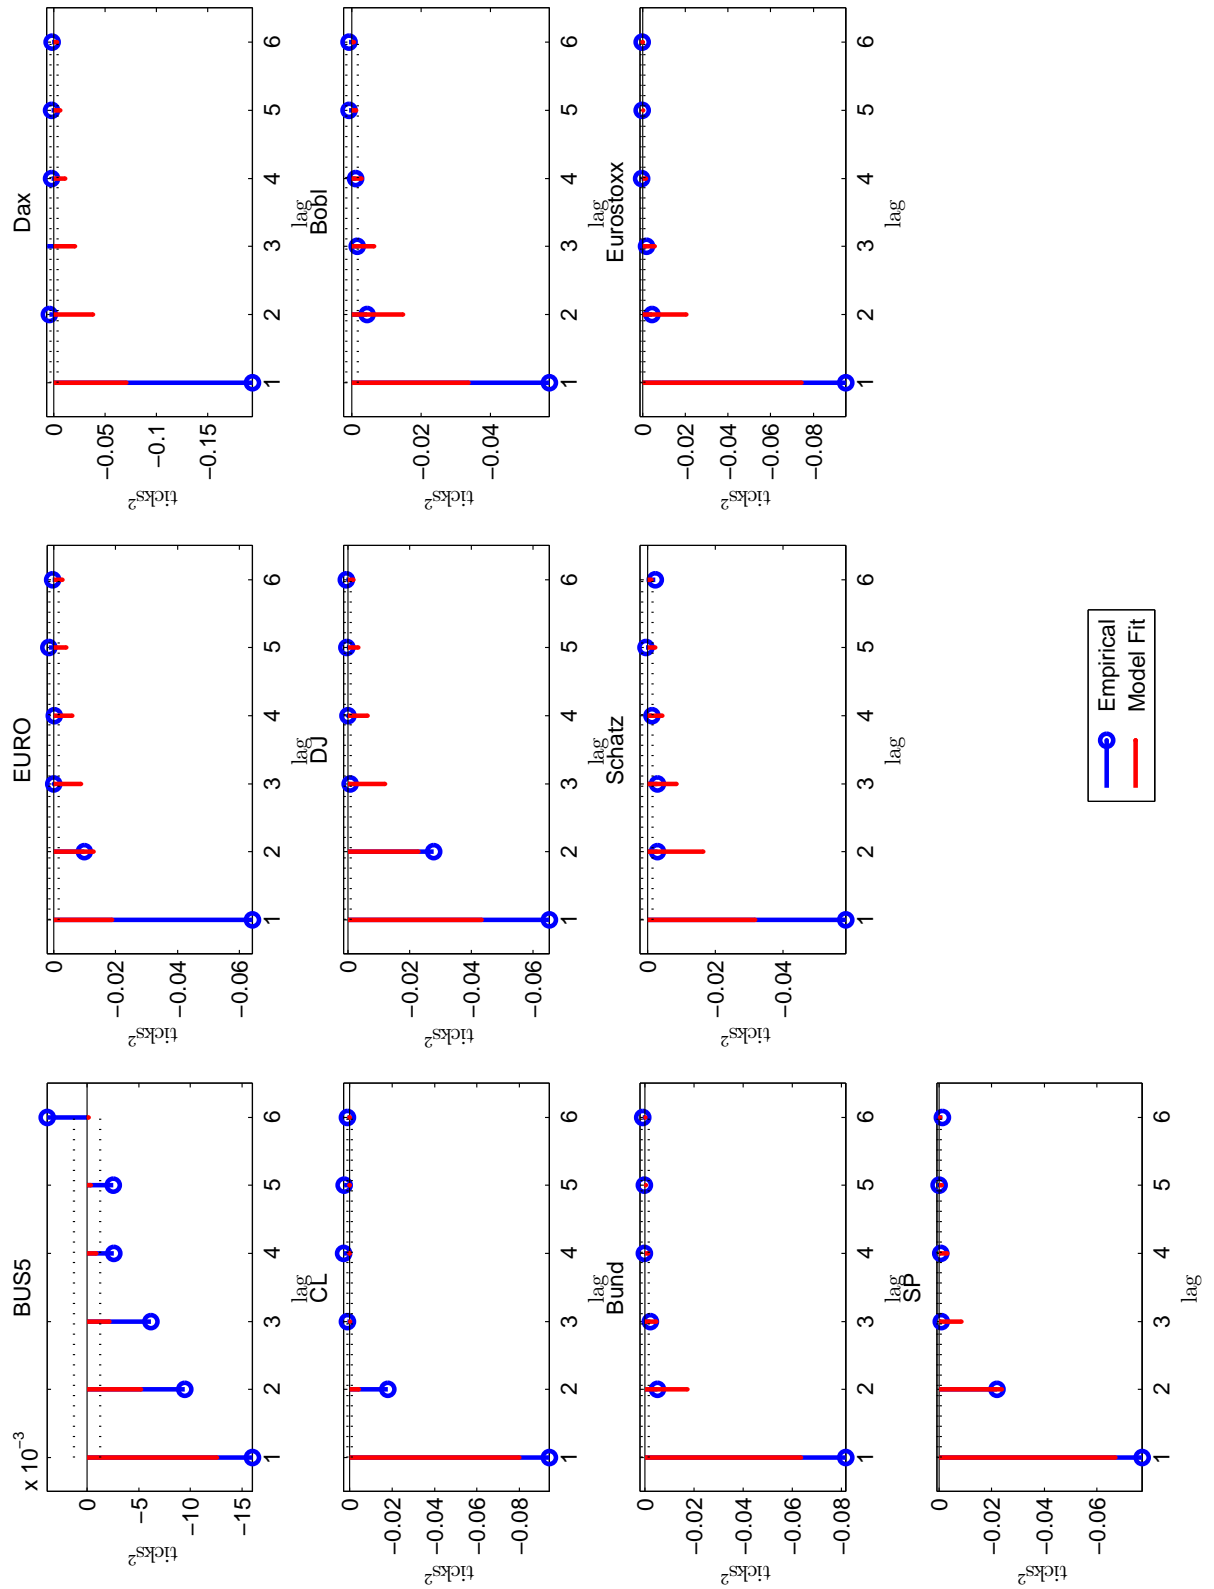 BUS5
x 10⁻³
0
−5
−10
−15
ticks²
1 2 3 4 5 6
lag
EURO
0
−0.02
−0.04
−0.06
ticks²
1 2 3 4 5 6
lag
Dax
0
−0.05
−0.1
−0.15
ticks²
1 2 3 4 5 6
lag
CL
0
−0.02
−0.04
−0.06
−0.08
ticks²
1 2 3 4 5 6
lag
DJ
0
−0.02
−0.04
−0.06
ticks²
1 2 3 4 5 6
lag
Bobl
0
−0.02
−0.04
ticks²
1 2 3 4 5 6
lag
Bund
0
−0.02
−0.04
−0.06
−0.08
ticks²
1 2 3 4 5 6
lag
Schatz
0
−0.02
−0.04
ticks²
1 2 3 4 5 6
lag
Eurostoxx
0
−0.02
−0.04
−0.06
−0.08
ticks²
1 2 3 4 5 6
lag
SP
0
−0.02
−0.04
−0.06
ticks²
1 2 3 4 5 6
lag
Empirical
Model Fit